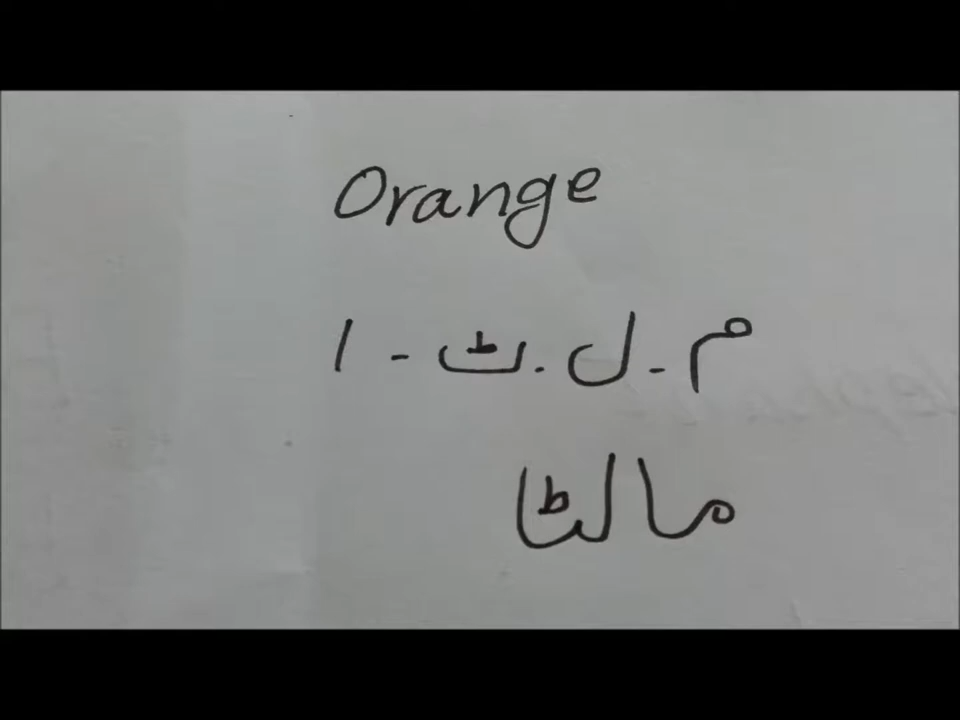 Orange
م - ل . ٹ - ا
مالٹا